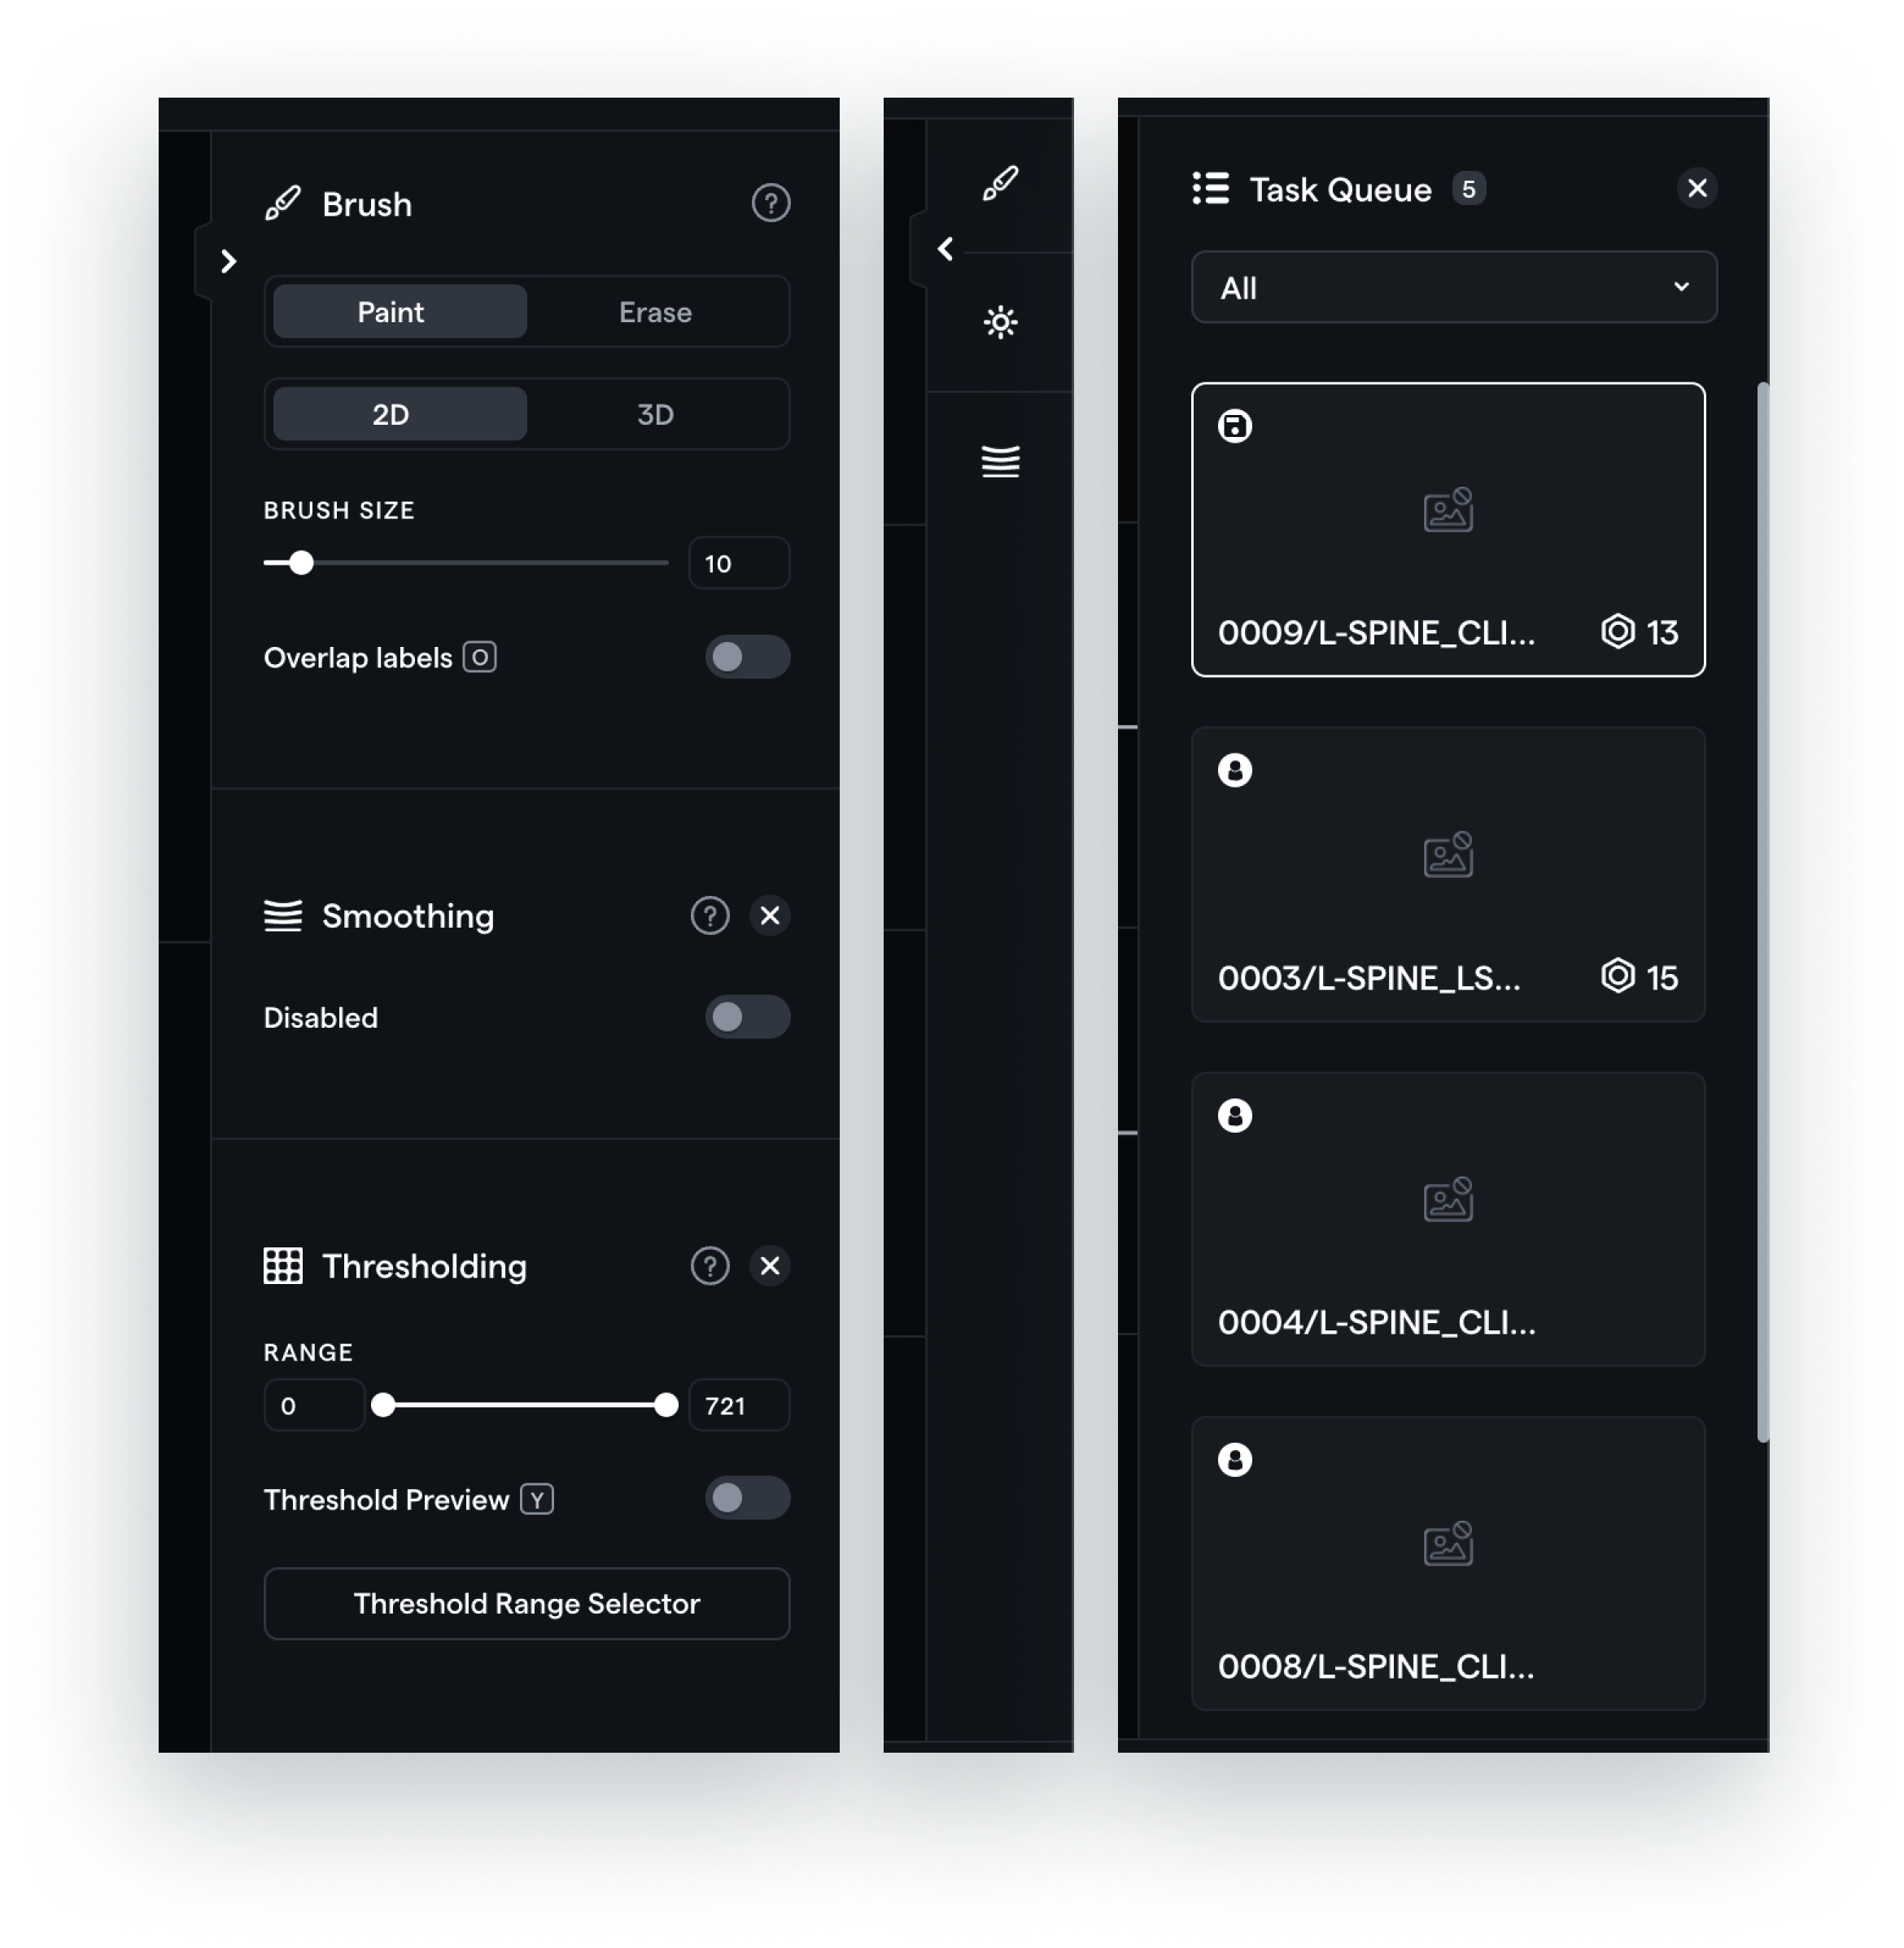 Brush
?
Paint Erase
2D 3D
BRUSH SIZE
10
Overlap labels O
Smoothing
?
Disabled
Thresholding
?
RANGE
0 721
Threshold Preview Y
Threshold Range Selector
Task Queue 5
All
0009/L-SPINE_CLI... 13
0003/L-SPINE_LS... 15
0004/L-SPINE_CLI...
0008/L-SPINE_CLI...